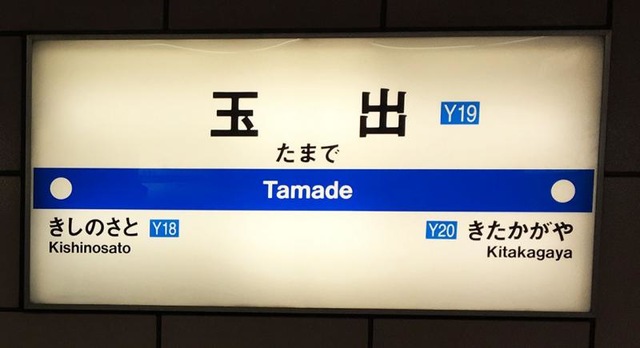 玉出 Y19
たまで
Tamade
きしのさと Y18
Kishinosato
Y20 きたかがや
Kitakagaya